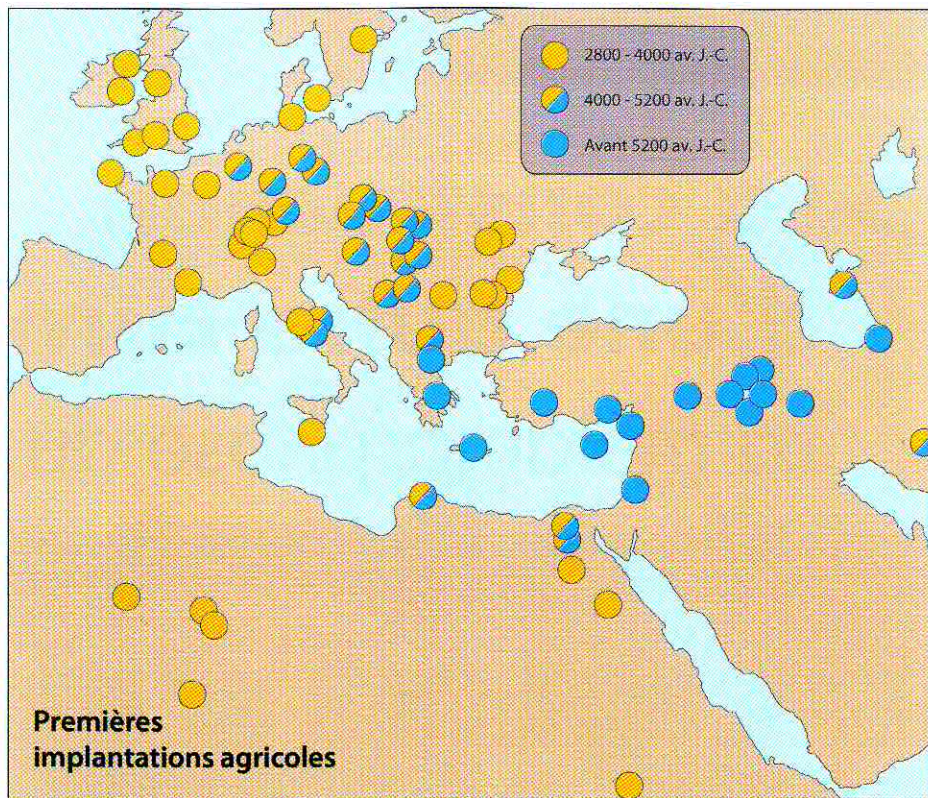 2800 - 4000 av. J.-C.
4000 - 5200 av. J.-C.
Avant 5200 av. J.-C.
Premières
implantations agricoles